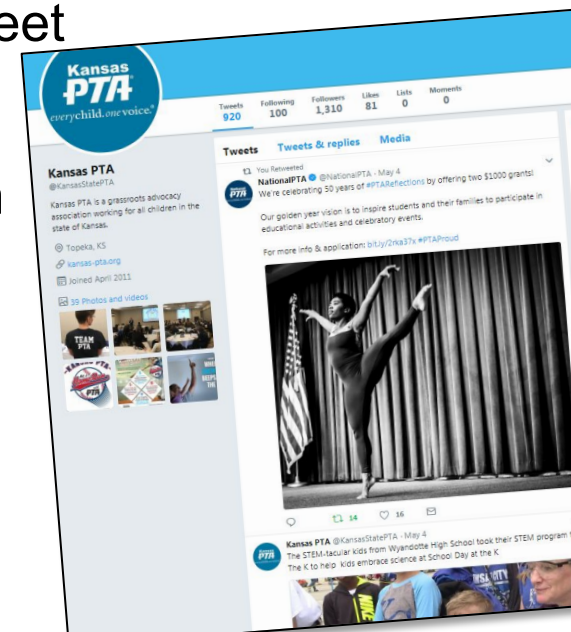 eet
Kansas
PTA
everychild.onevoice.®
Tweets Following Followers Likes Lists Moments
920 100 1,310 81 0 0
Kansas PTA
@KansasStatePTA
Kansas PTA is a grassroots advocacy
association working for all children in the
state of Kansas.
Topeka, KS
kansas-pta.org
Joined April 2011
39 Photos and videos
TEAM
PTA
KANSAS PTA
PTA
Tweets Tweets & replies Media
You Retweeted
NationalPTA @NationalPTA - May 4
We're celebrating 50 years of #PTAReflections by offering two $1000 grants!
Our golden year vision is to inspire students and their families to participate in
educational activities and celebratory events.
For more info & application: bit.ly/2rka37x #PTAProud
14 16
Kansas PTA @KansasStatePTA - May 4
The STEM-tacular kids from Wyandotte High School took their STEM program
The K to help kids embrace science at School Day at the K
NIKE